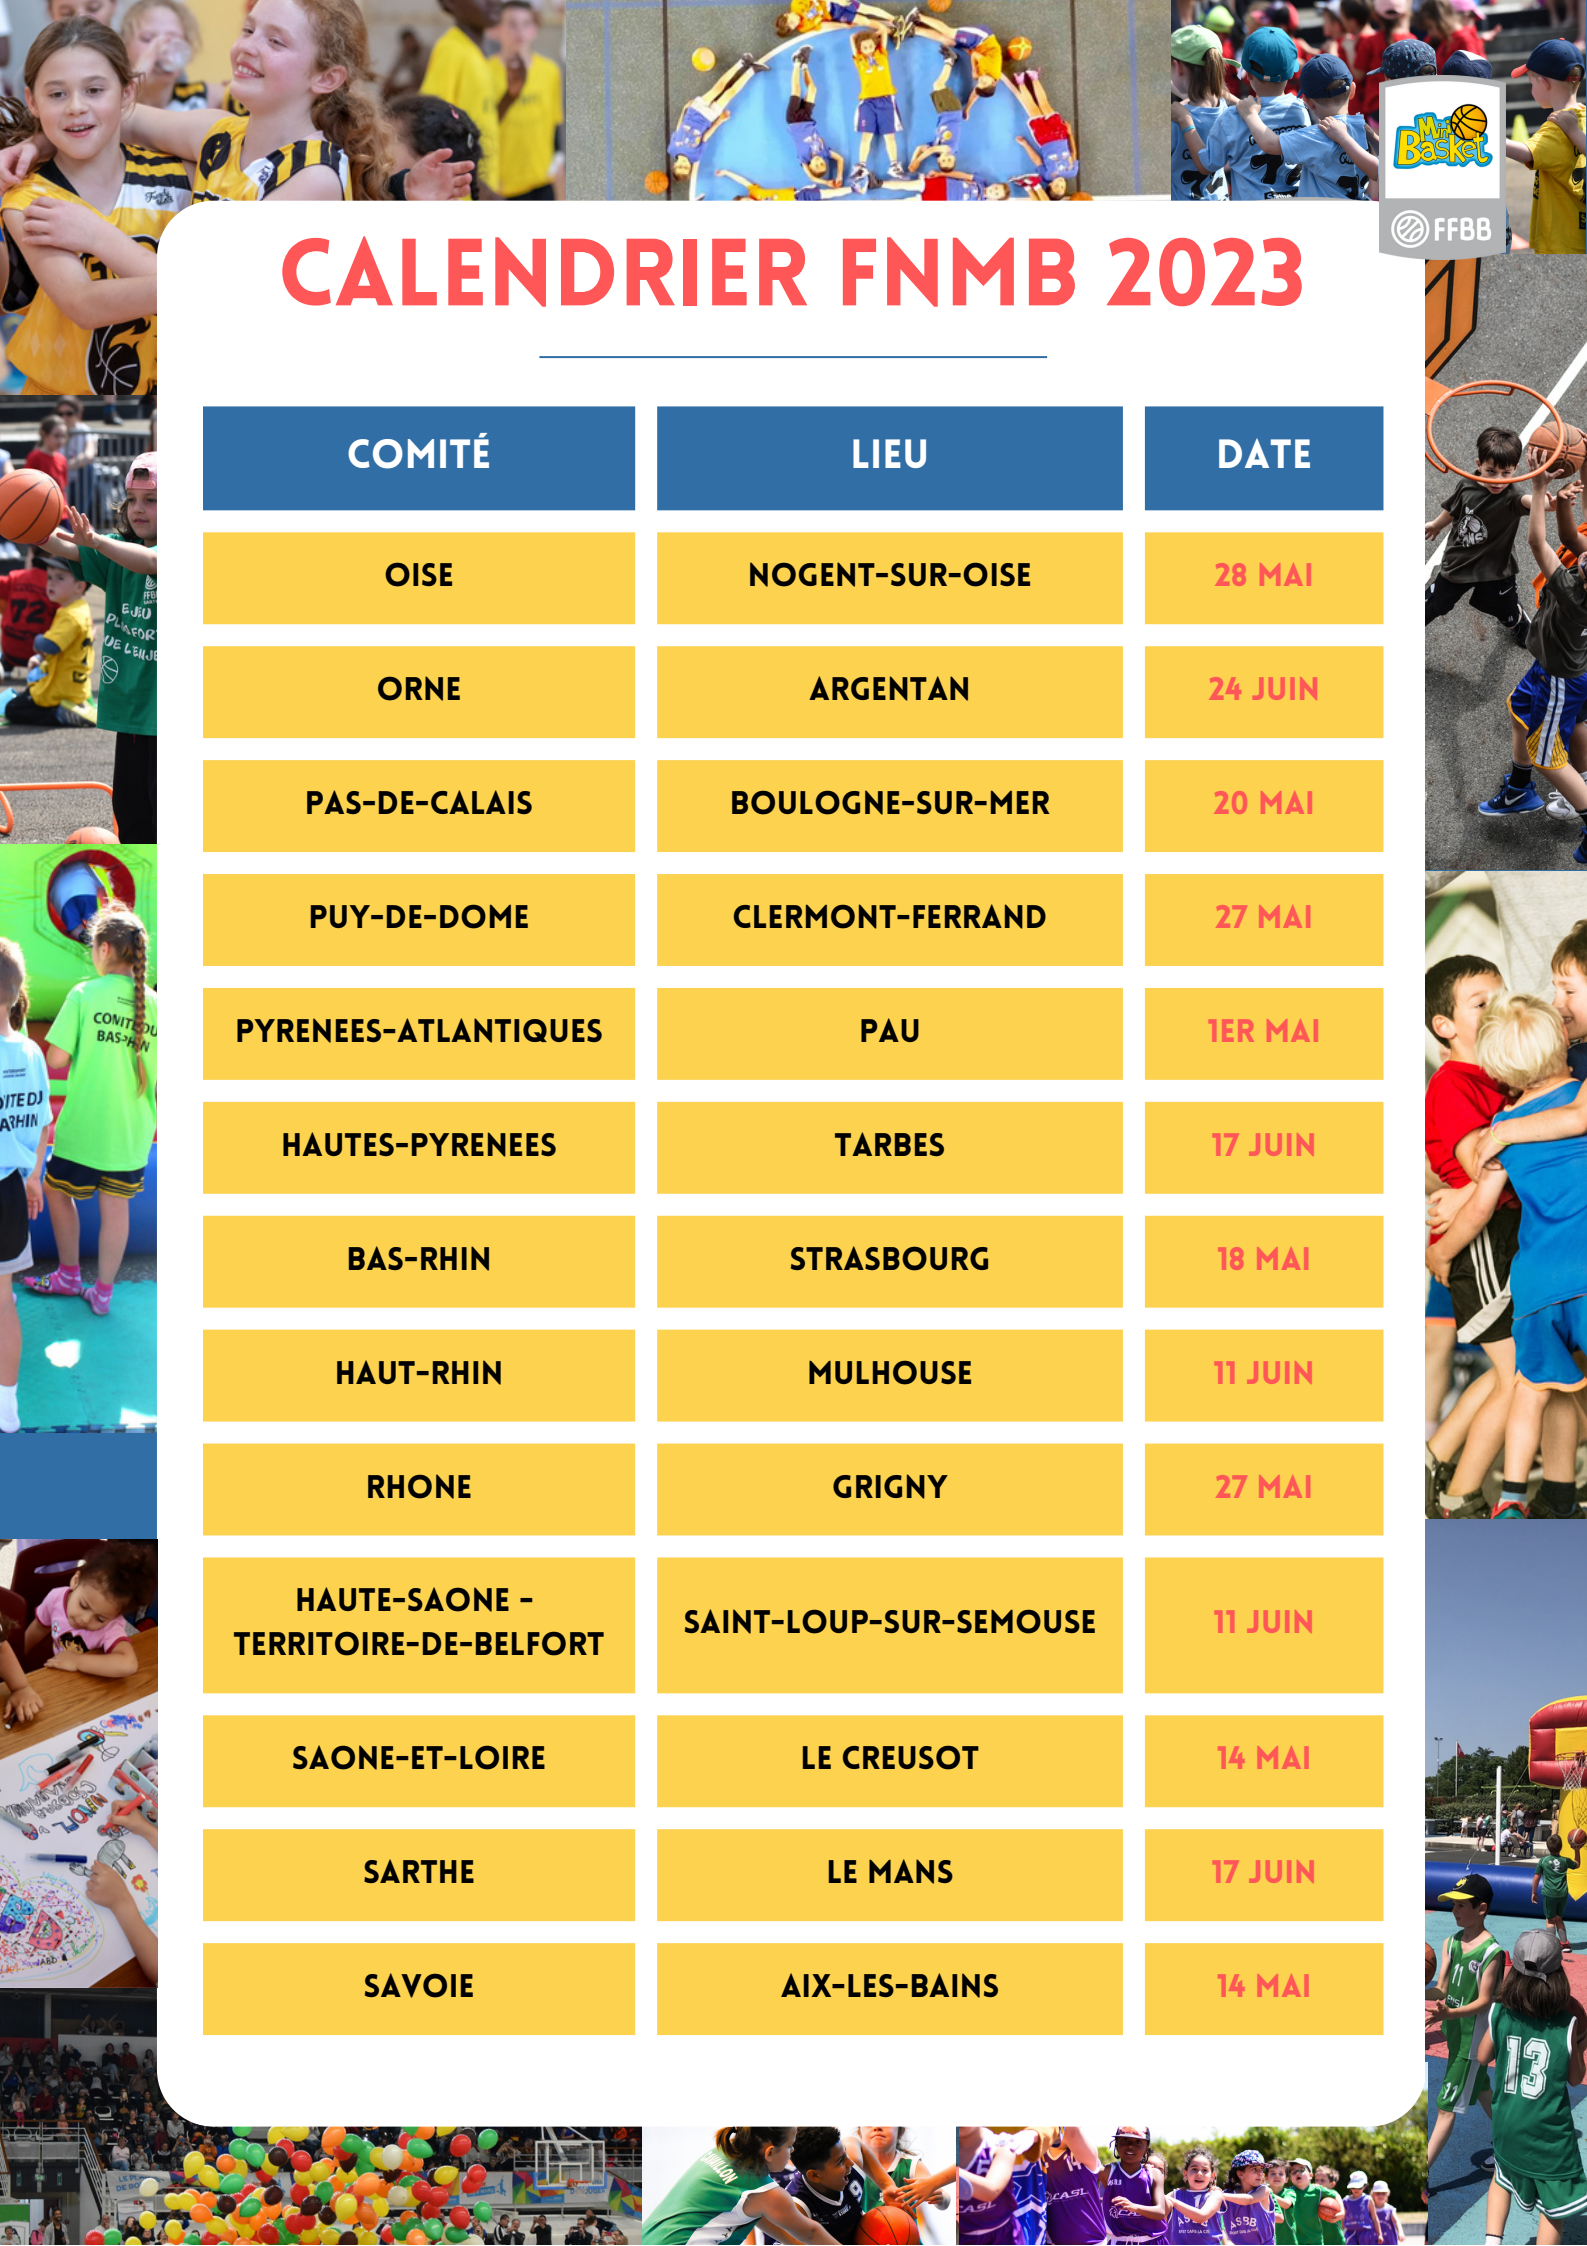 Mini
Basket
FFBB
CALENDRIER FNMB 2023
COMITÉ LIEU DATE
OISE NOGENT-SUR-OISE 28 MAI
ORNE ARGENTAN 24 JUIN
PAS-DE-CALAIS BOULOGNE-SUR-MER 20 MAI
PUY-DE-DOME CLERMONT-FERRAND 27 MAI
PYRENEES-ATLANTIQUES PAU 1ER MAI
HAUTES-PYRENEES TARBES 17 JUIN
BAS-RHIN STRASBOURG 18 MAI
HAUT-RHIN MULHOUSE 11 JUIN
RHONE GRIGNY 27 MAI
HAUTE-SAONE -
TERRITOIRE-DE-BELFORT SAINT-LOUP-SUR-SEMOUSE 11 JUIN
SAONE-ET-LOIRE LE CREUSOT 14 MAI
SARTHE LE MANS 17 JUIN
SAVOIE AIX-LES-BAINS 14 MAI
72
13
11
CASL